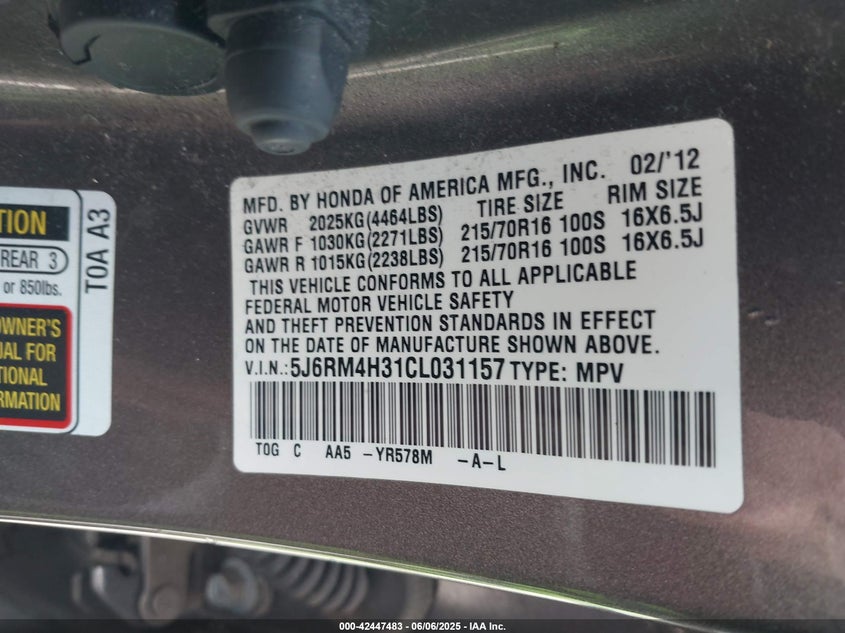 TION
REAR 3
or 850lbs.
OWNER'S
UAL FOR
TIONAL
ORMATION
TOA A3
MFD. BY HONDA OF AMERICA MFG., INC. 02/'12
GVWR 2025KG(4464LBS) TIRE SIZE RIM SIZE
GAWR F 1030KG(2271LBS) 215/70R16 100S 16X6.5J
GAWR R 1015KG(2238LBS) 215/70R16 100S 16X6.5J
THIS VEHICLE CONFORMS TO ALL APPLICABLE
FEDERAL MOTOR VEHICLE SAFETY
AND THEFT PREVENTION STANDARDS IN EFFECT
ON THE DATE OF MANUFACTURE SHOWN ABOVE.
V.I.N.: 5J6RM4H31CL031157 TYPE: MPV
TOG C AA5 -YR578M -A-L
000-42447483 - 06/06/2025 - IAA Inc.